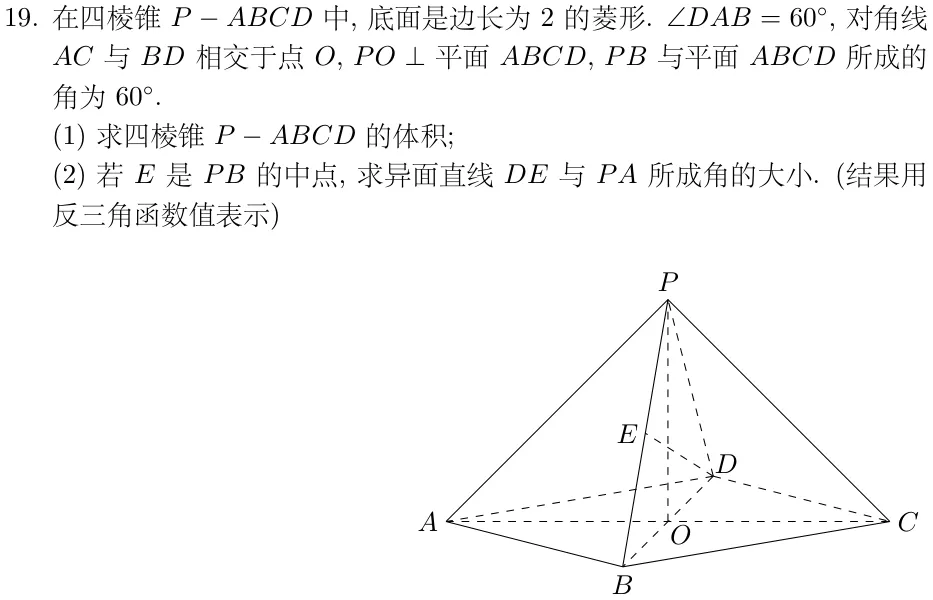 19. 在四棱锥 P − ABCD 中, 底面是边长为 2 的菱形. ∠DAB = 60°, 对角线
AC 与 BD 相交于点 O, PO ⊥ 平面 ABCD, PB 与平面 ABCD 所成的
角为 60°.
(1) 求四棱锥 P − ABCD 的体积;
(2) 若 E 是 PB 的中点, 求异面直线 DE 与 PA 所成角的大小. (结果用
反三角函数值表示)
P
E
D
A
O
C
B